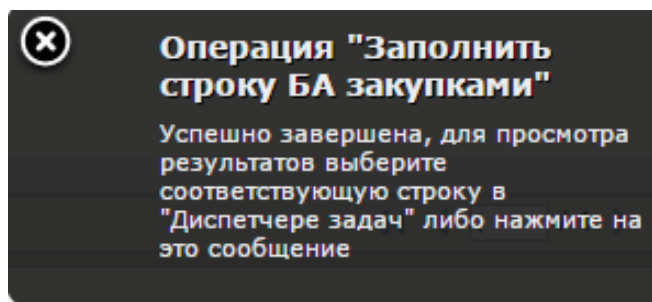 Операция "Заполнить
строку БА закупками"
Успешно завершена, для просмотра
результатов выберите
соответствующую строку в
"Диспетчере задач" либо нажмите на
это сообщение